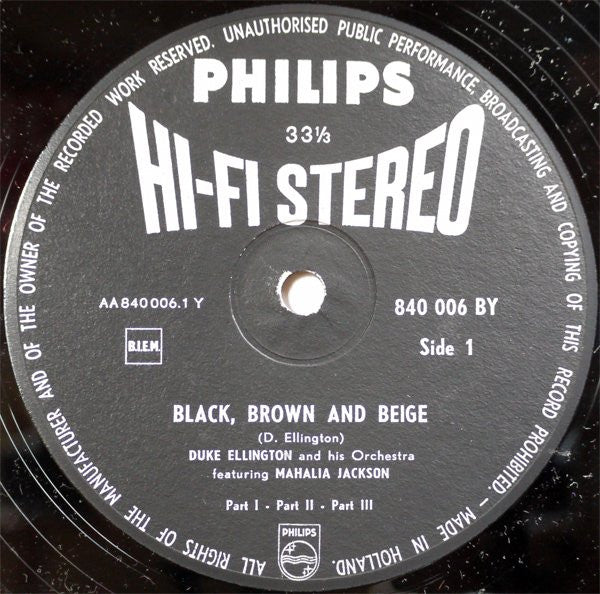 ALL RIGHTS OF THE MANUFACTURER AND OF THE OWNER OF THE RECORDED WORK RESERVED. UNAUTHORISED PUBLIC PERFORMANCE, BROADCASTING AND COPYING OF THIS RECORD PROHIBITED. – MADE IN HOLLAND.
PHILIPS
33⅓
HI-FI STEREO
AA 840 006.1 Y
840 006 BY
B.I.E.M.
Side 1
BLACK, BROWN AND BEIGE
(D. Ellington)
DUKE ELLINGTON and his Orchestra
featuring MAHALIA JACKSON
Part I - Part II - Part III
PHILIPS